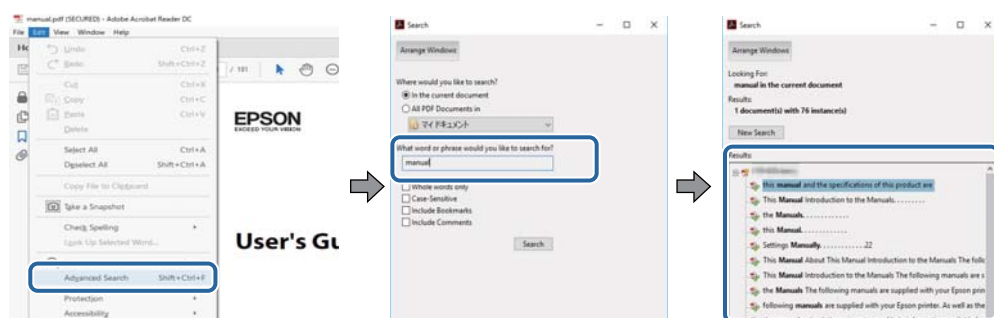 manual.pdf (SECURED) - Adobe Acrobat Reader DC
File Edit View Window Help
Undo Ctrl+Z
Redo Shift+Ctrl+Z
Cut Ctrl+X
Copy Ctrl+C
Paste Ctrl+V
Delete
Select All Ctrl+A
Deselect All Shift+Ctrl+A
Copy File to Clipboard
Take a Snapshot
Check Spelling
Look Up Selected Word...
Advanced Search Shift+Ctrl+F
Protection
Accessibility
/ 191
EPSON
EXCEED YOUR VISION
User's Gu
Search
Arrange Windows
Where would you like to search?
In the current document
All PDF Documents in
マイ ドキュメント
What word or phrase would you like to search for?
manual
Whole words only
Case-Sensitive
Include Bookmarks
Include Comments
Search
Search
Arrange Windows
Looking For:
manual in the current document
Results:
1 document(s) with 76 instance(s)
New Search
Results:
this manual and the specifications of this product are
This Manual Introduction to the Manuals. . . . . . . .
the Manuals. . . . . . . . . . . .
this Manual. . . . . . . . . . . .
Settings Manually. . . . . . . . . . . .22
This Manual About This Manual Introduction to the Manuals The follo
This Manual Introduction to the Manuals The following manuals are s
the Manuals The following manuals are supplied with your Epson prin
following manuals are supplied with your Epson printer. As well as the